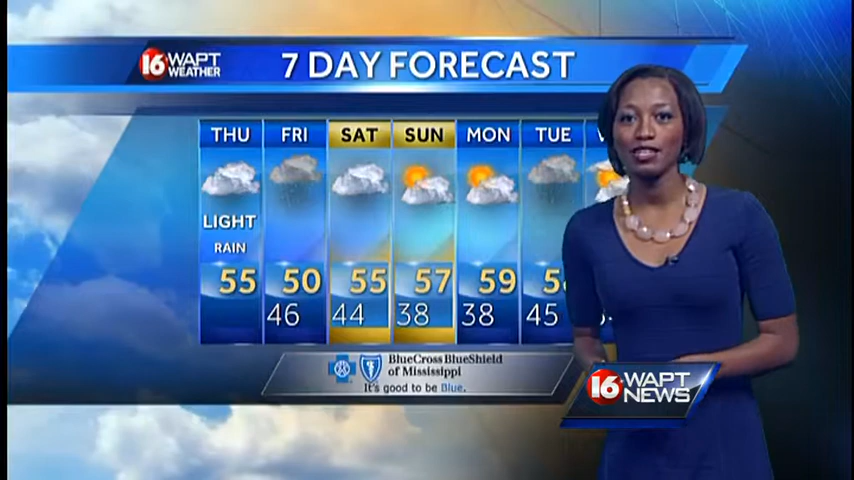 16 WAPT
WEATHER
7 DAY FORECAST
THU FRI SAT SUN MON TUE
LIGHT
RAIN
55 50 55 57 59
46 44 38 38 45
BlueCross BlueShield
of Mississippi
It's good to be Blue.
16 WAPT
NEWS